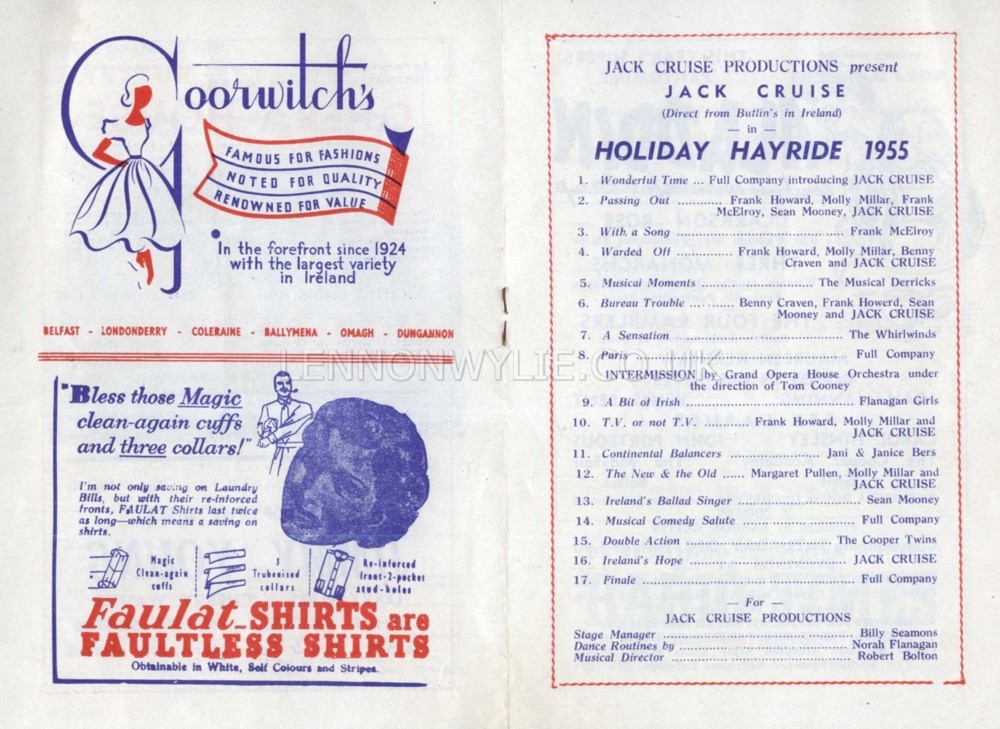 Goorwitch's
FAMOUS FOR FASHIONS
NOTED FOR QUALITY
RENOWNED FOR VALUE
In the forefront since 1924
with the largest variety
in Ireland
BELFAST - LONDONDERRY - COLERAINE - BALLYMENA - OMAGH - DUNGANNON
"Bless those Magic
clean-again cuffs
and three collars!"
I'm not only saving on Laundry
Bills, but with their re-inforced
fronts, FAULAT Shirts last twice
as long—which means a saving on
shirts.
Magic
Clean-again
cuffs
3
Trubenised
collars
Re-inforced
front-2-pocket
stud-holes
Faulat SHIRTS are
FAULTLESS SHIRTS
Obtainable in White, Self Colours and Stripes.
JACK CRUISE PRODUCTIONS present
JACK CRUISE
(Direct from Butlin's in Ireland)
— in —
HOLIDAY HAYRIDE 1955
1. Wonderful Time ... Full Company introducing JACK CRUISE
2. Passing Out ............ Frank Howard, Molly Millar, Frank
McElroy, Sean Mooney, JACK CRUISE
3. With a Song ............ Frank McElroy
4. Warded Off ............ Frank Howard, Molly Millar, Benny
Craven and JACK CRUISE
5. Musical Moments ............ The Musical Derricks
6. Bureau Trouble ............ Benny Craven, Frank Howerd, Sean
Mooney and JACK CRUISE
7. A Sensation ............ The Whirlwinds
8. Paris ............ Full Company
INTERMISSION by Grand Opera House Orchestra under
the direction of Tom Cooney
9. A Bit o' Irish ............ Flanagan Girls
10. T.V. or not T.V. ............ Frank Howard, Molly Millar and
JACK CRUISE
11. Continental Balancers ............ Jani & Janice Bers
12. The New & the Old ...... Margaret Pullen, Molly Millar and
JACK CRUISE
13. Ireland's Ballad Singer ............ Sean Mooney
14. Musical Comedy Salute ............ Full Company
15. Double Action ............ The Cooper Twins
16. Ireland's Hope ............ JACK CRUISE
17. Finale ............ Full Company
— For —
JACK CRUISE PRODUCTIONS
Stage Manager ............ Billy Seamons
Dance Routines by ............ Norah Flanagan
Musical Director ............ Robert Bolton
LENNONWYLIE.CO.UK